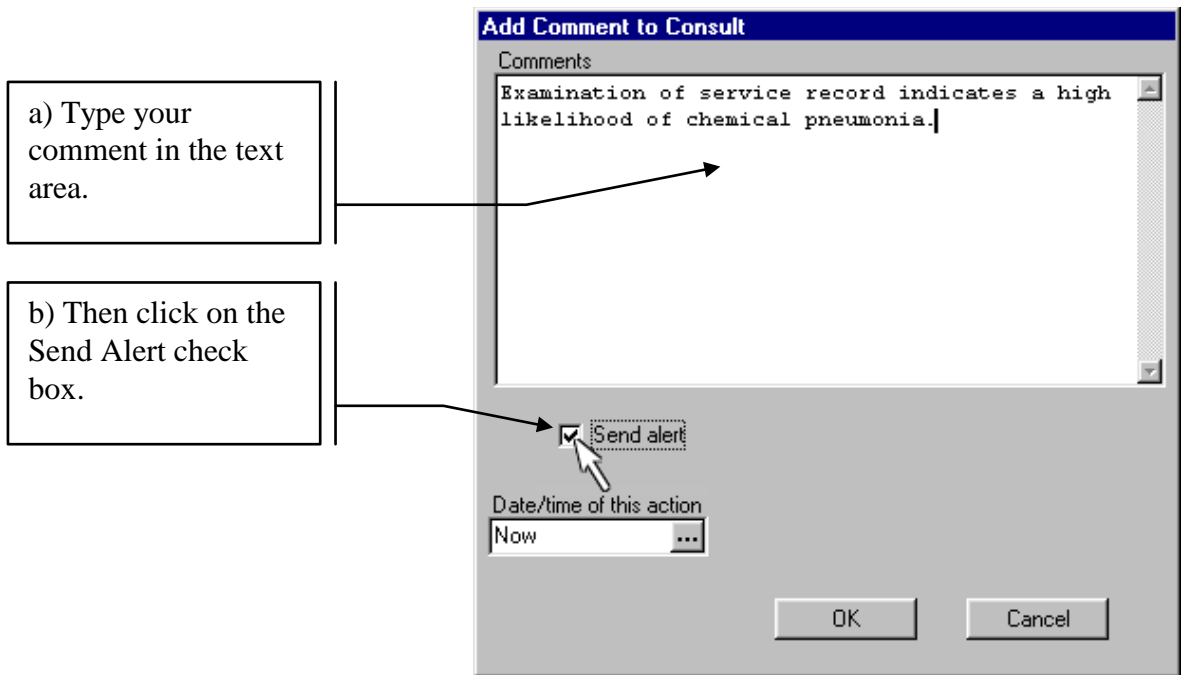 Add Comment to Consult
Comments
Examination of service record indicates a high
likelihood of chemical pneumonia.
a) Type your
comment in the text
area.
b) Then click on the
Send Alert check
box.
Send alert
Date/time of this action
Now
...
OK
Cancel